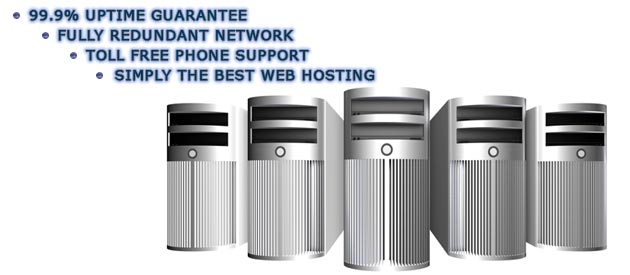 99.9% UPTIME GUARANTEE
FULLY REDUNDANT NETWORK
TOLL FREE PHONE SUPPORT
SIMPLY THE BEST WEB HOSTING